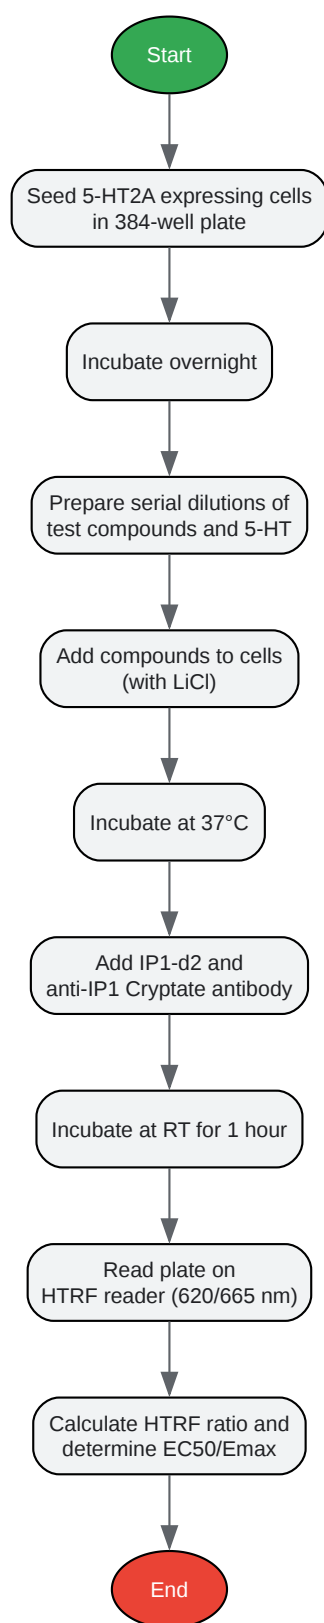 Start
Seed 5-HT2A expressing cells
in 384-well plate
Incubate overnight
Prepare serial dilutions of
test compounds and 5-HT
Add compounds to cells
(with LiCl)
Incubate at 37°C
Add IP1-d2 and
anti-IP1 Cryptate antibody
Incubate at RT for 1 hour
Read plate on
HTRF reader (620/665 nm)
Calculate HTRF ratio and
determine EC50/Emax
End